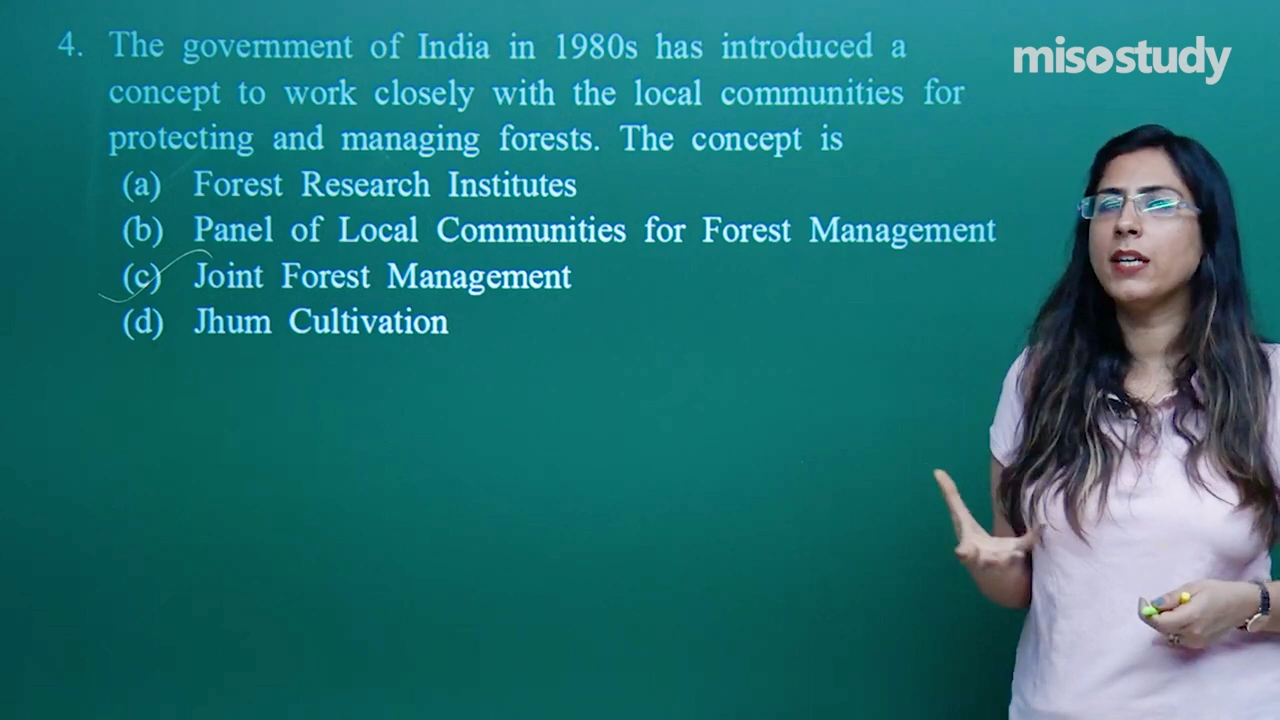 misostudy
4. The government of India in 1980s has introduced a
concept to work closely with the local communities for
protecting and managing forests. The concept is
(a) Forest Research Institutes
(b) Panel of Local Communities for Forest Management
(c) Joint Forest Management
(d) Jhum Cultivation